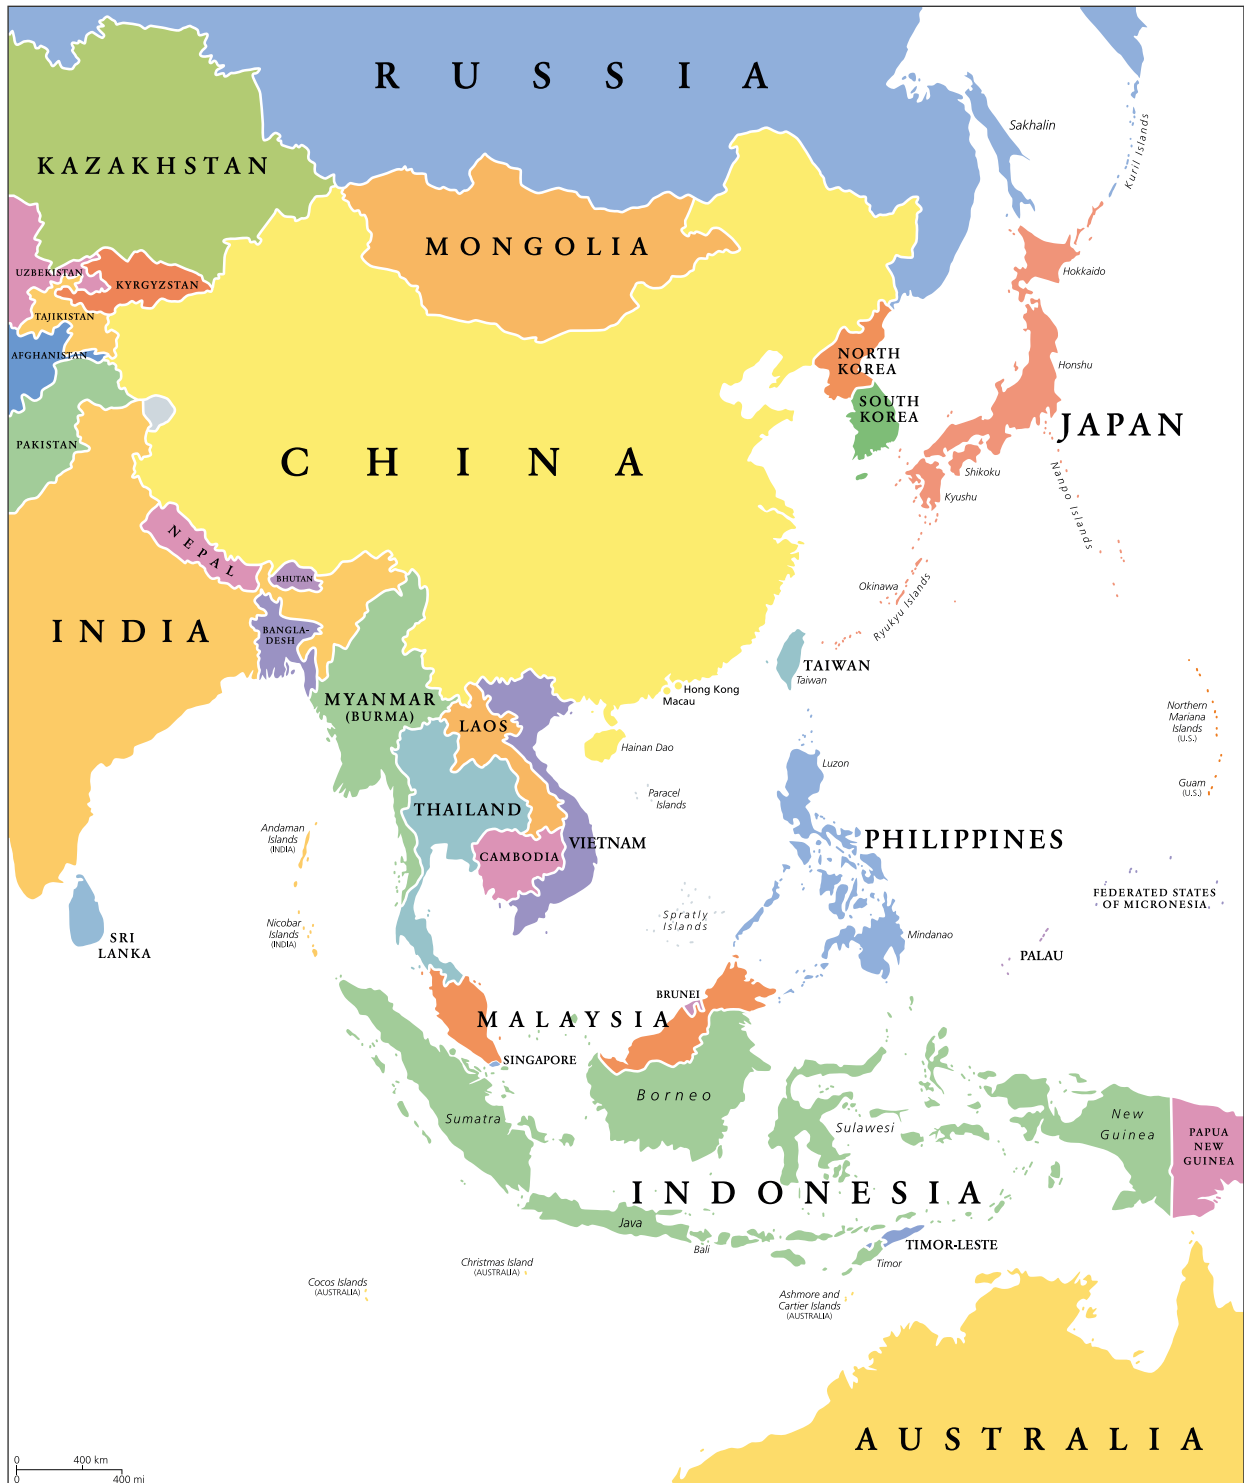 RUSSIA
Sakhalin
Kuril Islands
KAZAKHSTAN
MONGOLIA
UZBEKISTAN
KYRGYZSTAN
Hokkaido
TAJIKISTAN
AFGHANISTAN
NORTH
KOREA
Honshu
SOUTH
KOREA
JAPAN
PAKISTAN
CHINA
Shikoku
Kyushu
Nanpo Islands
NEPAL
BHUTAN
Okinawa
Ryukyu Islands
INDIA
BANGLA-
DESH
TAIWAN
Taiwan
Hong Kong
Macau
MYANMAR
(BURMA)
LAOS
Northern
Mariana
Islands
(U.S.)
Hainan Dao
Luzon
Guam
(U.S.)
Paracel
Islands
THAILAND
Andaman
Islands
(INDIA)
VIETNAM
PHILIPPINES
CAMBODIA
FEDERATED STATES
OF MICRONESIA
Spratly
Islands
Nicobar
Islands
(INDIA)
Mindanao
SRI
LANKA
PALAU
BRUNEI
MALAYSIA
SINGAPORE
Borneo
Sumatra
Sulawesi
New
Guinea
PAPUA
NEW
GUINEA
INDONESIA
Java
Bali
TIMOR-LESTE
Timor
Christmas Island
(AUSTRALIA)
Cocos Islands
(AUSTRALIA)
Ashmore and
Cartier Islands
(AUSTRALIA)
AUSTRALIA
0 400 km
0 400 mi